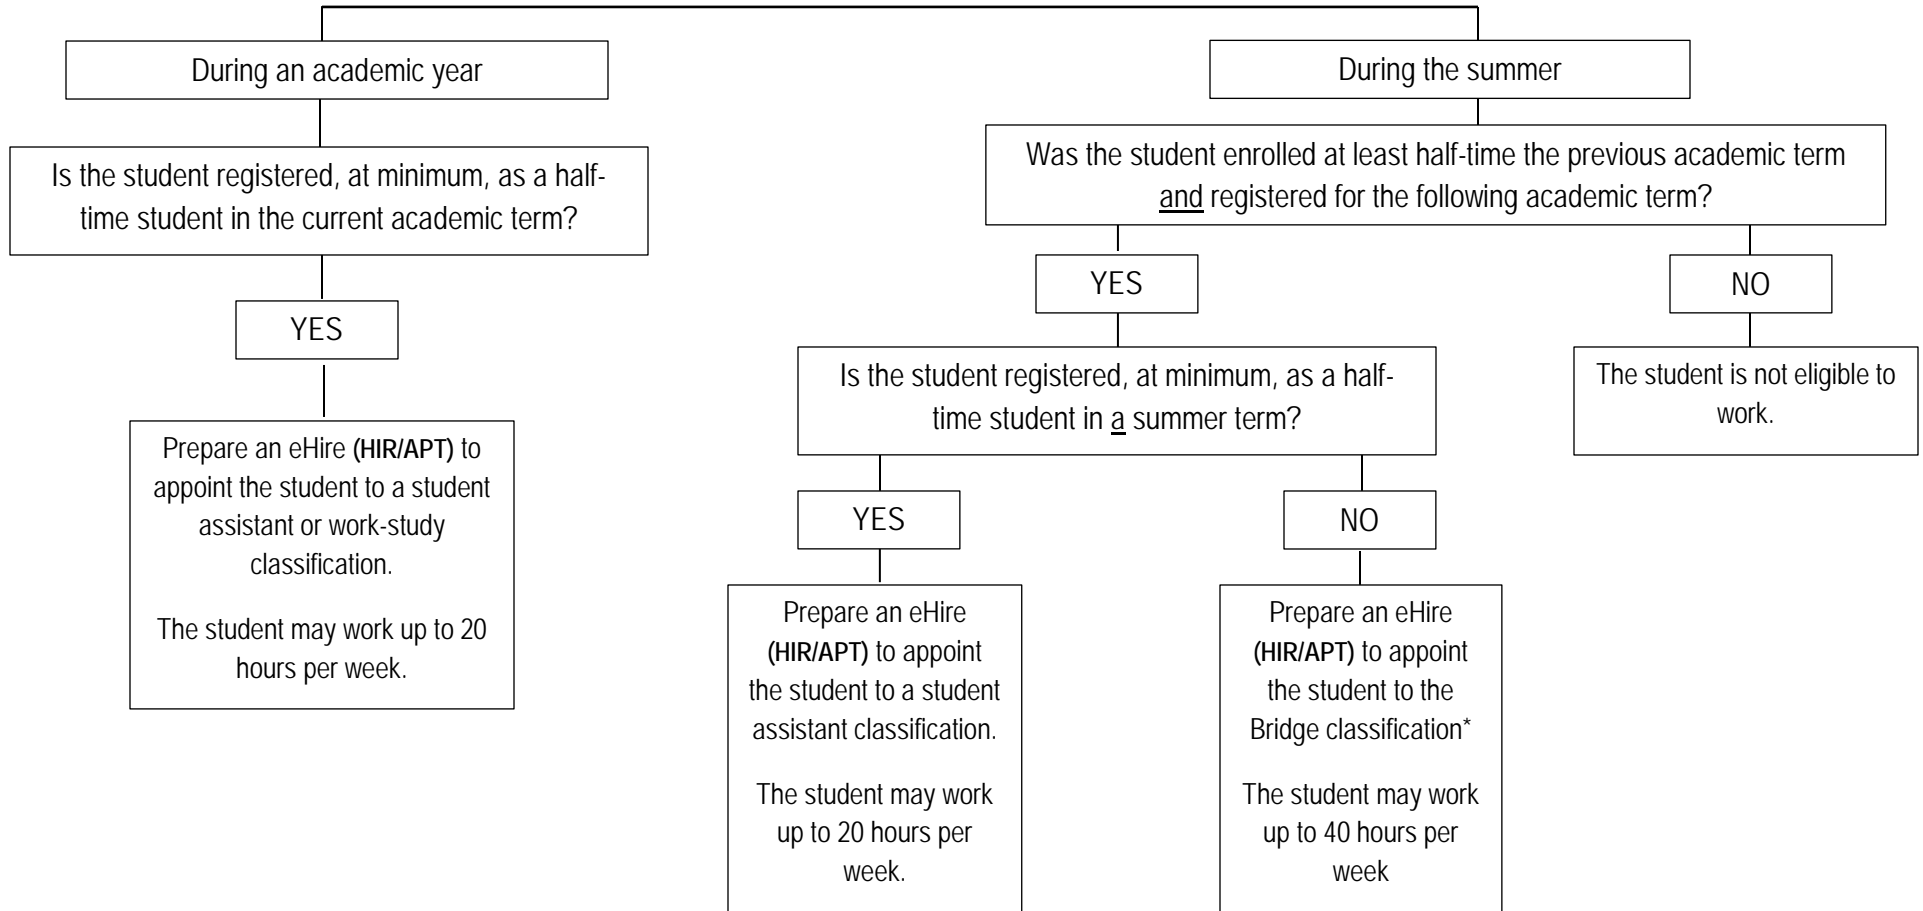 During an academic year
Is the student registered, at minimum, as a half-
time student in the current academic term?
YES
Prepare an eHire (HIR/APT) to
appoint the student to a student
assistant or work-study
classification.
The student may work up to 20
hours per week.
During the summer
Was the student enrolled at least half-time the previous academic term
and registered for the following academic term?
YES
Is the student registered, at minimum, as a half-
time student in a summer term?
YES
Prepare an eHire
(HIR/APT) to appoint
the student to a student
assistant classification.
The student may work
up to 20 hours per
week.
NO
Prepare an eHire
(HIR/APT) to appoint
the student to the
Bridge classification*
The student may work
up to 40 hours per
week
NO
The student is not eligible to
work.